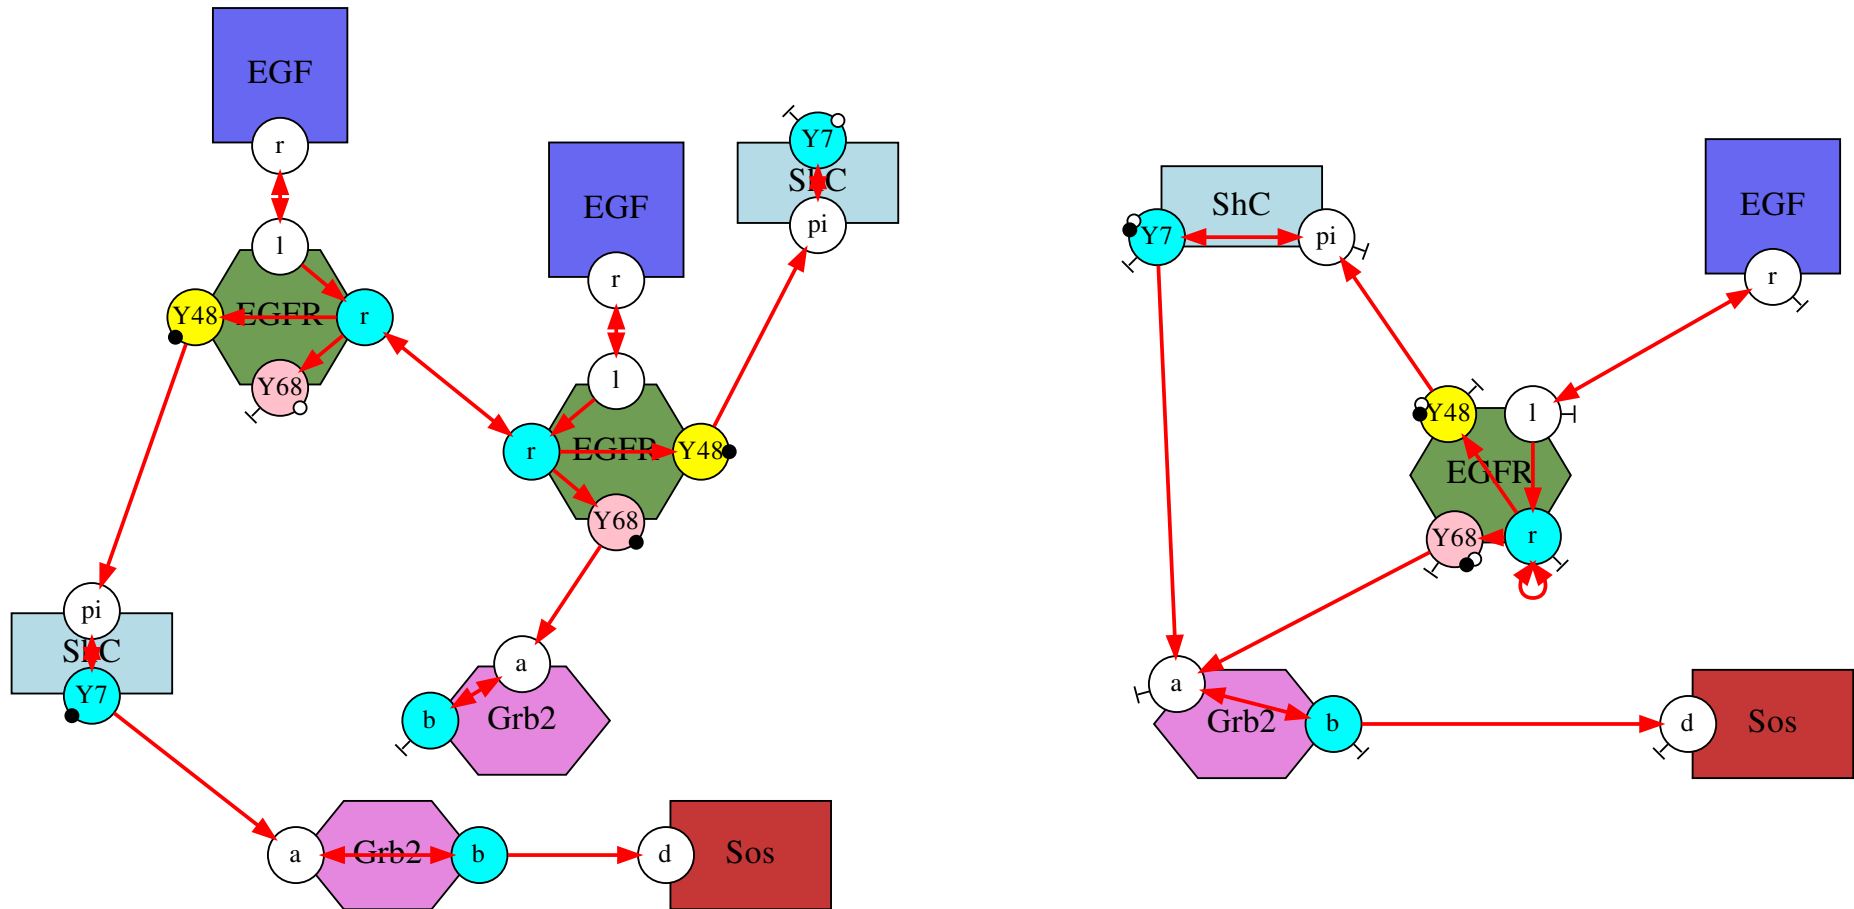 EGF
r
l
EGFR
Y48
r
Y68
EGF
r
l
r
EGFR
Y48
Y68
Y7
ShC
pi
pi
ShC
Y7
a
b
Grb2
a
Grb2
b
d
Sos
ShC
Y7
pi
EGF
r
Y48
l
EGFR
Y68
r
a
Grb2
b
d
Sos